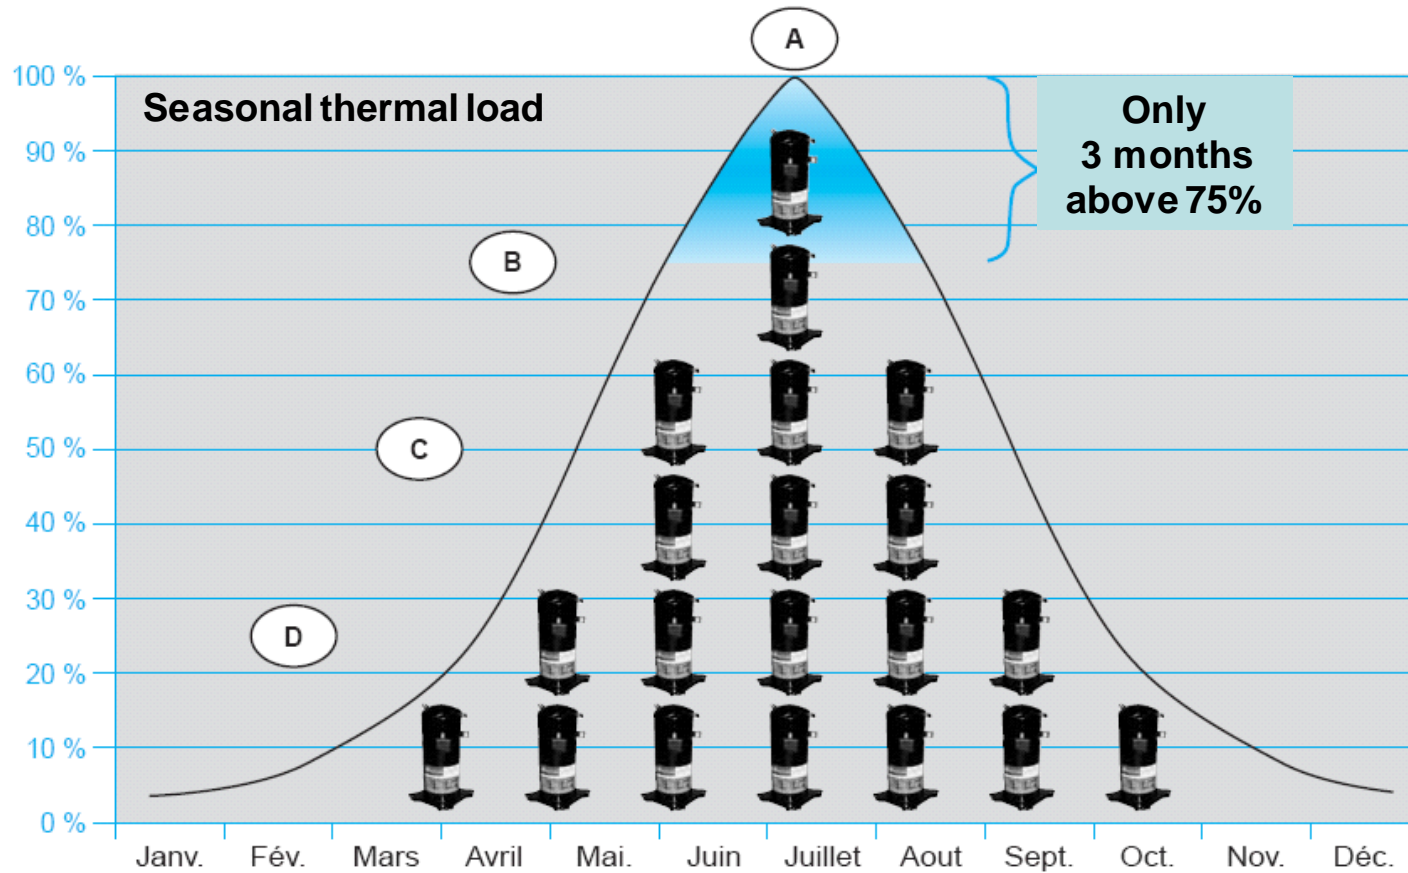 A
100 %
Seasonal thermal load
Only
3 months
above 75%
90 %
80 %
B
70 %
60 %
C
50 %
40 %
30 %
D
20 %
10 %
0 %
Janv. Fév. Mars Avril Mai. Juin Juillet Aout Sept. Oct. Nov. Déc.